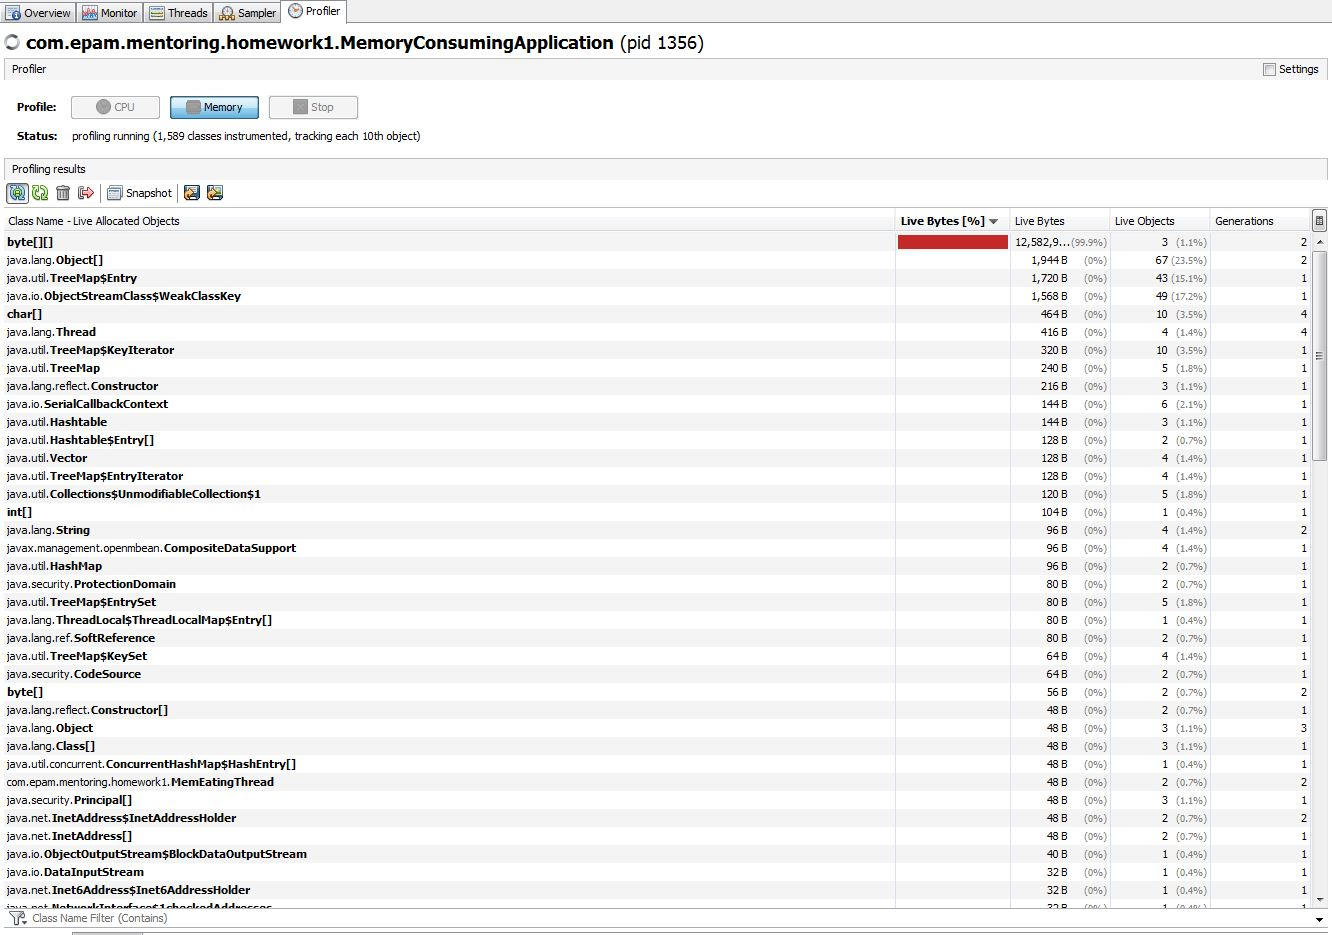 Overview Monitor Threads Sampler Profiler
com.epam.mentoring.homework1.MemoryConsumingApplication (pid 1356)
Profiler Settings
Profile: CPU Memory Stop
Status: profiling running (1,589 classes instrumented, tracking each 10th object)
Profiling results
Snapshot
Class Name - Live Allocated Objects Live Bytes [%] Live Bytes Live Objects Generations
byte[][] 12,582,9... (99.9%) 3 (1.1%) 2
java.lang.Object[] 1,944 B (0%) 67 (23.5%) 2
java.util.TreeMap$Entry 1,720 B (0%) 43 (15.1%) 1
java.io.ObjectStreamClass$WeakClassKey 1,568 B (0%) 49 (17.2%) 1
char[] 464 B (0%) 10 (3.5%) 4
java.lang.Thread 416 B (0%) 4 (1.4%) 4
java.util.TreeMap$KeyIterator 320 B (0%) 10 (3.5%) 1
java.util.TreeMap 240 B (0%) 5 (1.8%) 1
java.lang.reflect.Constructor 216 B (0%) 3 (1.1%) 1
java.io.SerialCallbackContext 144 B (0%) 6 (2.1%) 1
java.util.Hashtable 144 B (0%) 3 (1.1%) 1
java.util.Hashtable$Entry[] 128 B (0%) 2 (0.7%) 1
java.util.Vector 128 B (0%) 4 (1.4%) 1
java.util.TreeMap$EntryIterator 128 B (0%) 4 (1.4%) 1
java.util.Collections$UnmodifiableCollection$1 120 B (0%) 5 (1.8%) 1
int[] 104 B (0%) 1 (0.4%) 1
java.lang.String 96 B (0%) 4 (1.4%) 2
javax.management.openmbean.CompositeDataSupport 96 B (0%) 4 (1.4%) 1
java.util.HashMap 96 B (0%) 2 (0.7%) 1
java.security.ProtectionDomain 80 B (0%) 2 (0.7%) 1
java.util.TreeMap$EntrySet 80 B (0%) 5 (1.8%) 1
java.lang.ThreadLocal$ThreadLocalMap$Entry[] 80 B (0%) 1 (0.4%) 1
java.lang.ref.SoftReference 80 B (0%) 2 (0.7%) 1
java.util.TreeMap$KeySet 64 B (0%) 4 (1.4%) 1
java.security.CodeSource 64 B (0%) 2 (0.7%) 1
byte[] 56 B (0%) 2 (0.7%) 2
java.lang.reflect.Constructor[] 48 B (0%) 2 (0.7%) 1
java.lang.Object 48 B (0%) 3 (1.1%) 3
java.lang.Class[] 48 B (0%) 3 (1.1%) 1
java.util.concurrent.ConcurrentHashMap$HashEntry[] 48 B (0%) 1 (0.4%) 1
com.epam.mentoring.homework1.MemEatingThread 48 B (0%) 2 (0.7%) 2
java.security.Principal[] 48 B (0%) 3 (1.1%) 1
java.net.InetAddress$InetAddressHolder 48 B (0%) 2 (0.7%) 2
java.net.InetAddress[] 48 B (0%) 2 (0.7%) 1
java.io.ObjectOutputStream$BlockDataOutputStream 40 B (0%) 1 (0.4%) 1
java.io.DataInputStream 32 B (0%) 1 (0.4%) 1
java.net.Inet6Address$Inet6AddressHolder 32 B (0%) 1 (0.4%) 1
java.net.NetworkInterface$1checkedAddresses 32 B (0%) 1 (0.4%) 1
Class Name Filter (Contains)